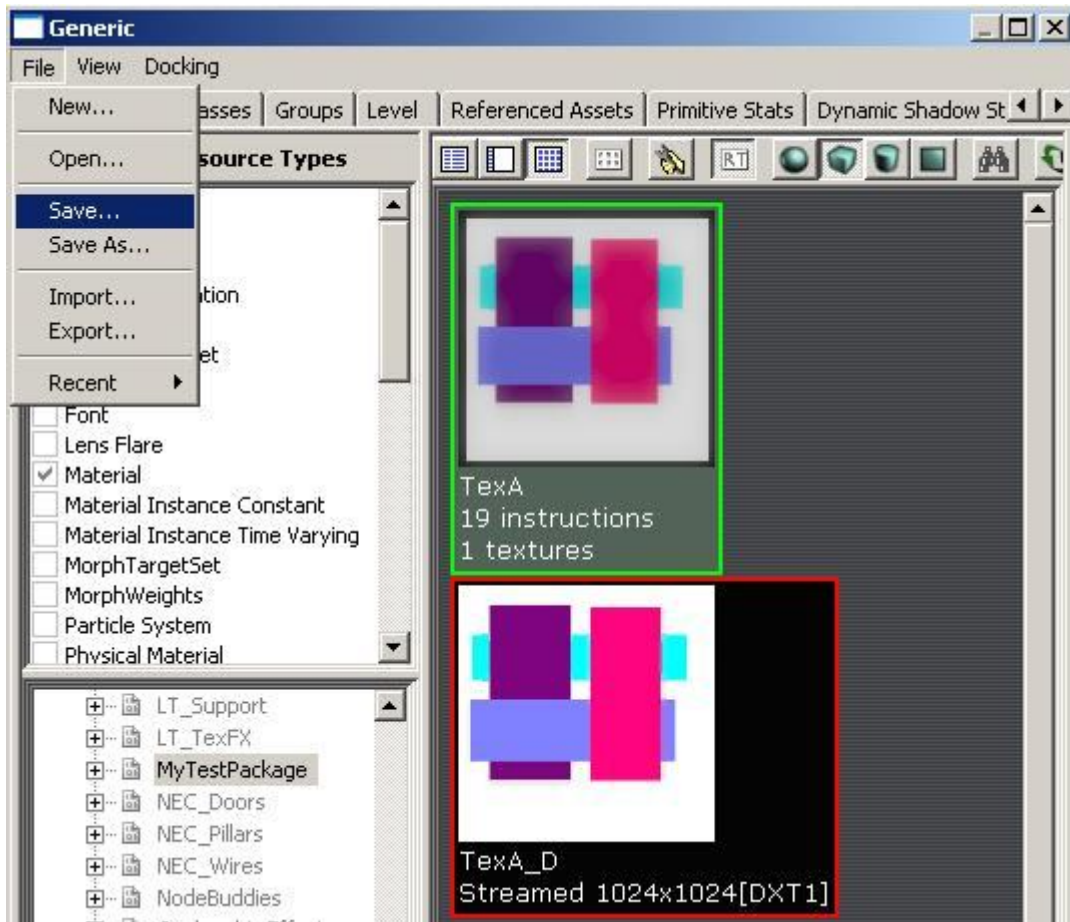 Generic
File View Docking
New...
Open...
Save...
Save As...
Import...
Export...
Recent
asses Groups Level Referenced Assets Primitive Stats Dynamic Shadow St
source Types
RT
ation
et
Font
Lens Flare
Material
Material Instance Constant
Material Instance Time Varying
MorphTargetSet
MorphWeights
Particle System
Physical Material
LT_Support
LT_TexFX
MyTestPackage
NEC_Doors
NEC_Pillars
NEC_Wires
NodeBuddies
TexA
19 instructions
1 textures
TexA_D
Streamed 1024x1024[DXT1]